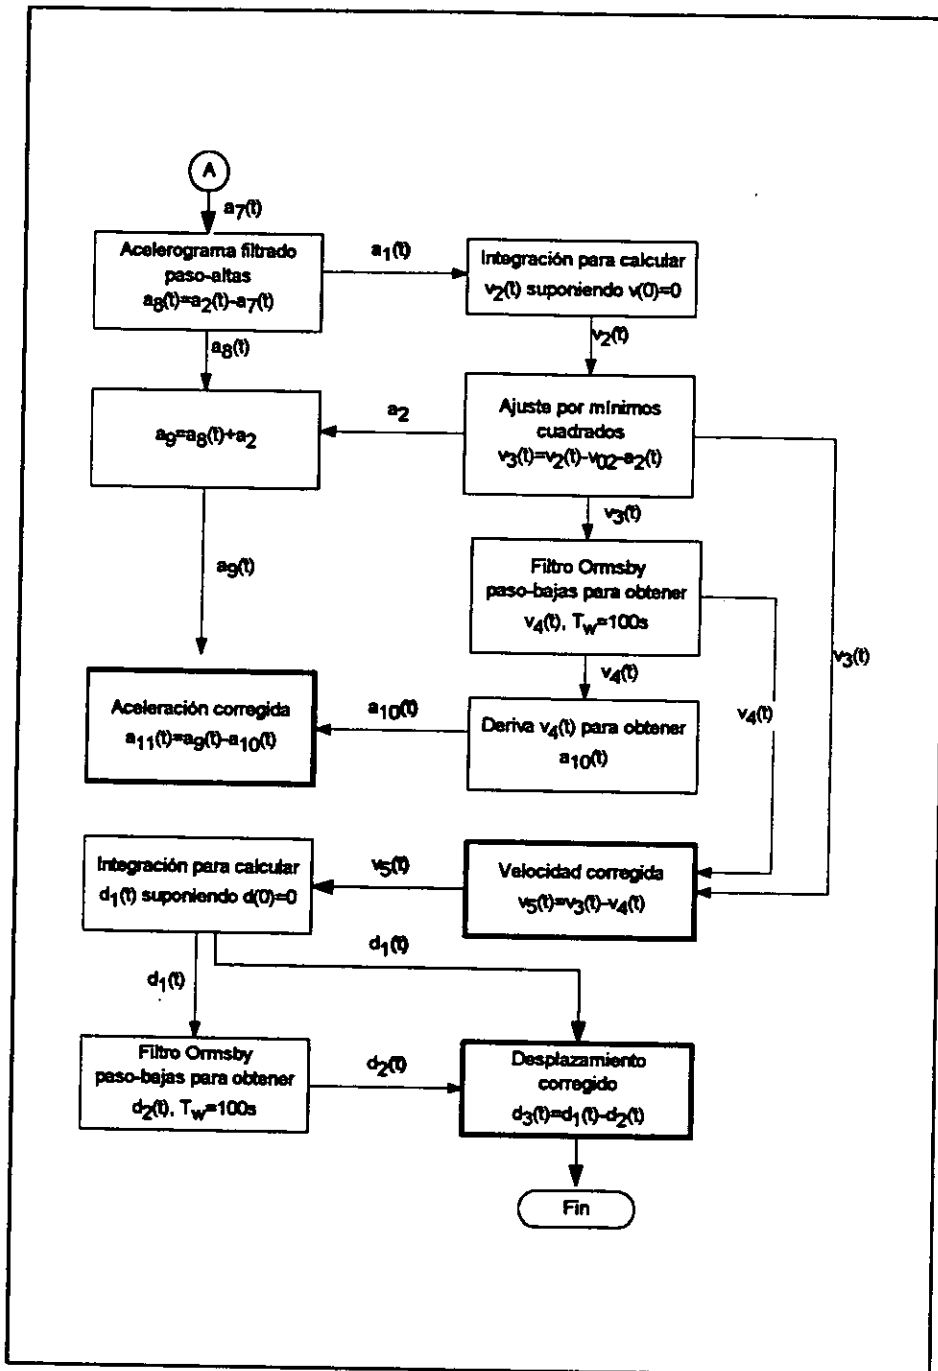 A
a7(t)
Acelerograma filtrado
paso-altas
a8(t)=a2(t)-a7(t)
a1(t)
Integración para calcular
v2(t) suponiendo v(0)=0
a8(t)
v2(t)
a9=a8(t)+a2
a2
Ajuste por mínimos
cuadrados
v3(t)=v2(t)-v02-a2(t)
v3(t)
a9(t)
Filtro Ormsby
paso-bajas para obtener
v4(t), Tw=100s
v3(t)
v4(t)
v4(t)
Aceleración corregida
a11(t)=a9(t)-a10(t)
a10(t)
Deriva v4(t) para obtener
a10(t)
Integración para calcular
d1(t) suponiendo d(0)=0
v5(t)
Velocidad corregida
v5(t)=v3(t)-v4(t)
d1(t)
d1(t)
Filtro Ormsby
paso-bajas para obtener
d2(t), Tw=100s
d2(t)
Desplazamiento
corregido
d3(t)=d1(t)-d2(t)
Fin